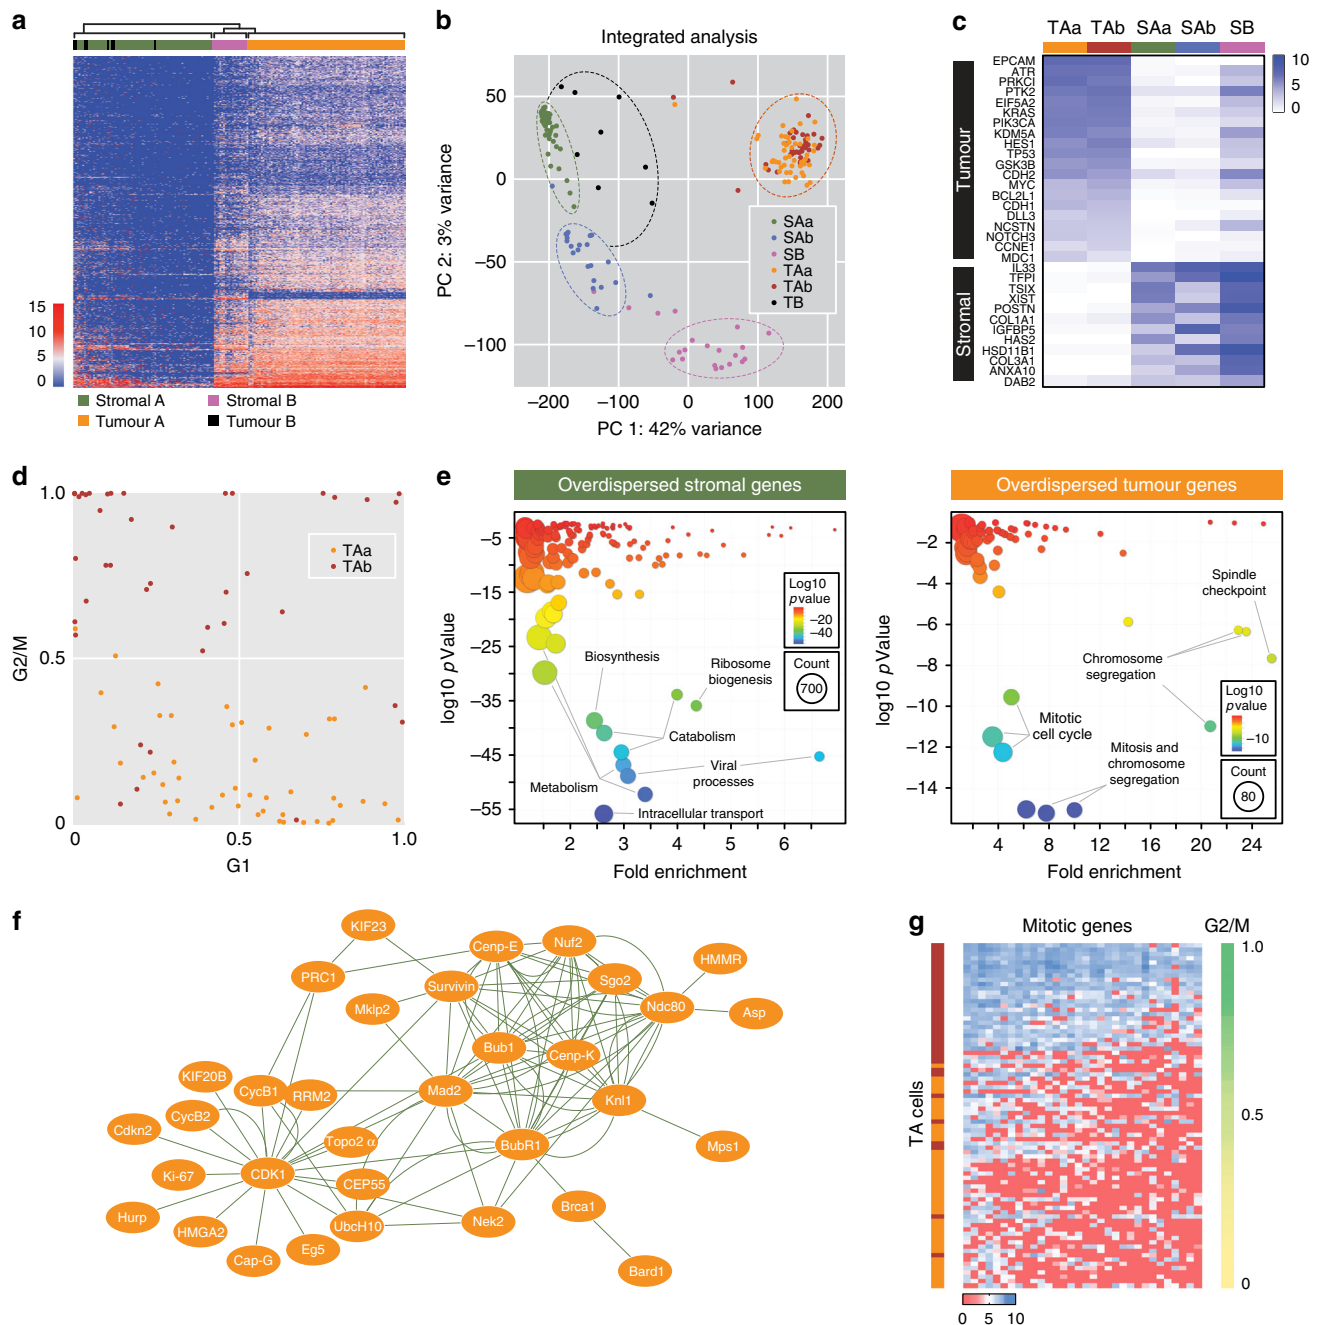 a
15
10
5
0
Stromal A
Stromal B
Tumour A
Tumour B
b
Integrated analysis
PC 2: 3% variance
50
0
−50
−100
SAa
SAb
SB
TAa
TAb
TB
−200
−100
0
100
200
PC 1: 42% variance
c
TAa TAb SAa SAb SB
Tumour
EPCAM
ATR
PRKCI
PTK2
EIF5A2
KRAS
PIK3CA
KDM5A
HES1
TP53
GSK3B
CDH2
MYC
BCL2L1
CDH1
DLL3
NCSTN
NOTCH3
CCNE1
MDC1
Stromal
IL33
TFPI
TSIX
XIST
POSTN
COL1A1
IGFBP5
HAS2
HSD11B1
COL3A1
ANXA10
DAB2
10
5
0
d
G2/M
1.0
0.5
0
TAa
TAb
0
0.5
1.0
G1
e
Overdispersed stromal genes
log10 pValue
−5
−15
−25
−35
−45
−55
Log10
pvalue
−20
−40
Count
700
Biosynthesis
Ribosome
biogenesis
Catabolism
Viral
processes
Metabolism
Intracellular transport
2
3
4
5
6
Fold enrichment
Overdispersed tumour genes
log10 pValue
−2
−4
−6
−8
−10
−12
−14
Spindle
checkpoint
Chromosome
segregation
Mitotic
cell cycle
Mitosis and
chromosome
segregation
Log10
pvalue
−10
Count
80
4
8
12
16
20
24
Fold enrichment
f
KIF23
Cenp-E
Nuf2
HMMR
PRC1
Survivin
Sgo2
Mklp2
Ndc80
Asp
Bub1
Cenp-K
KIF20B
CycB1
RRM2
Mad2
Knl1
CycB2
Cdkn2
Topo2 α
BubR1
Mps1
Ki-67
CDK1
CEP55
Hurp
HMGA2
UbcH10
Nek2
Brca1
Cap-G
Eg5
Bard1
g
Mitotic genes
G2/M
TA cells
1.0
0.5
0
0
5
10